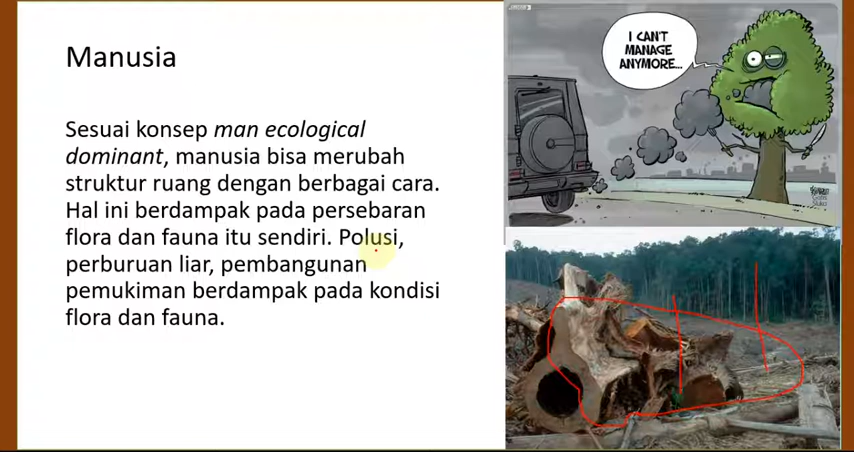 Manusia
Sesuai konsep man ecological
dominant, manusia bisa merubah
struktur ruang dengan berbagai cara.
Hal ini berdampak pada persebaran
flora dan fauna itu sendiri. Polusi,
perburuan liar, pembangunan
pemukiman berdampak pada kondisi
flora dan fauna.
I CAN'T
MANAGE
ANYMORE...